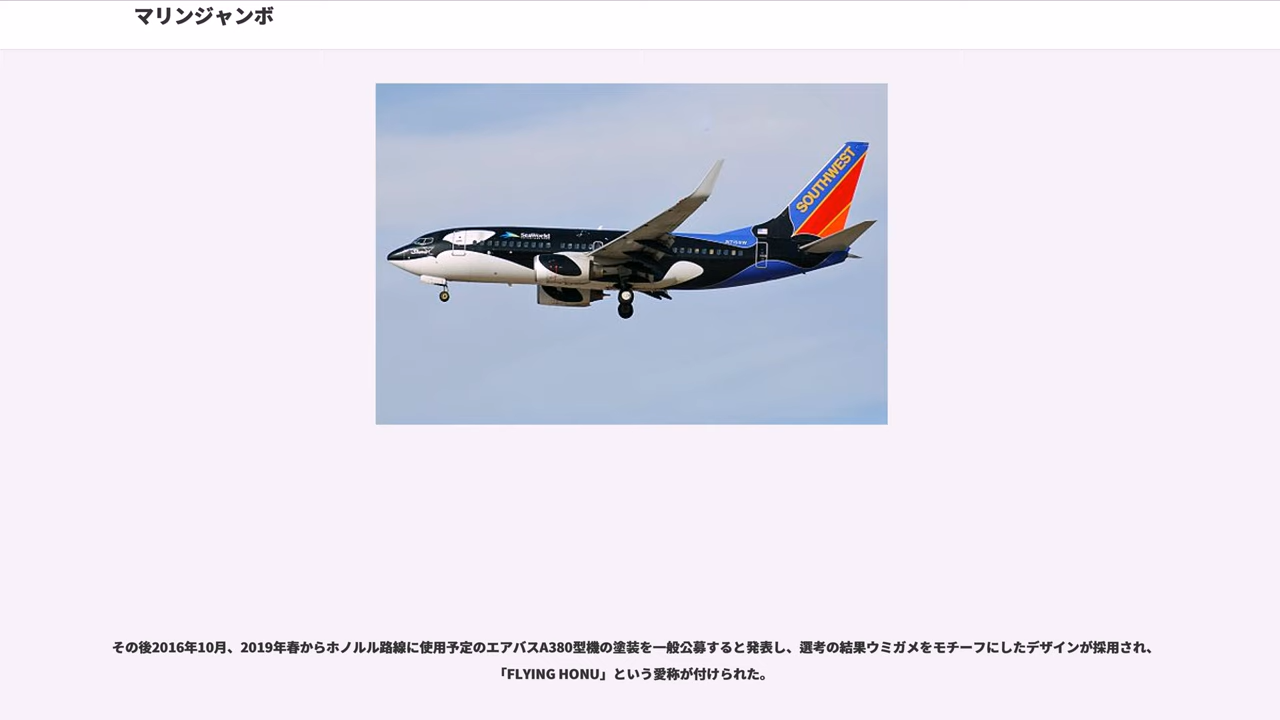 マリンジャンボ
SOUTHWEST
SeaWorld
その後2016年10月、2019年春からホノルル路線に使用予定のエアバスA380型機の塗装を一般公募すると発表し、選考の結果ウミガメをモチーフにしたデザインが採用され、
「FLYING HONU」という愛称が付けられた。